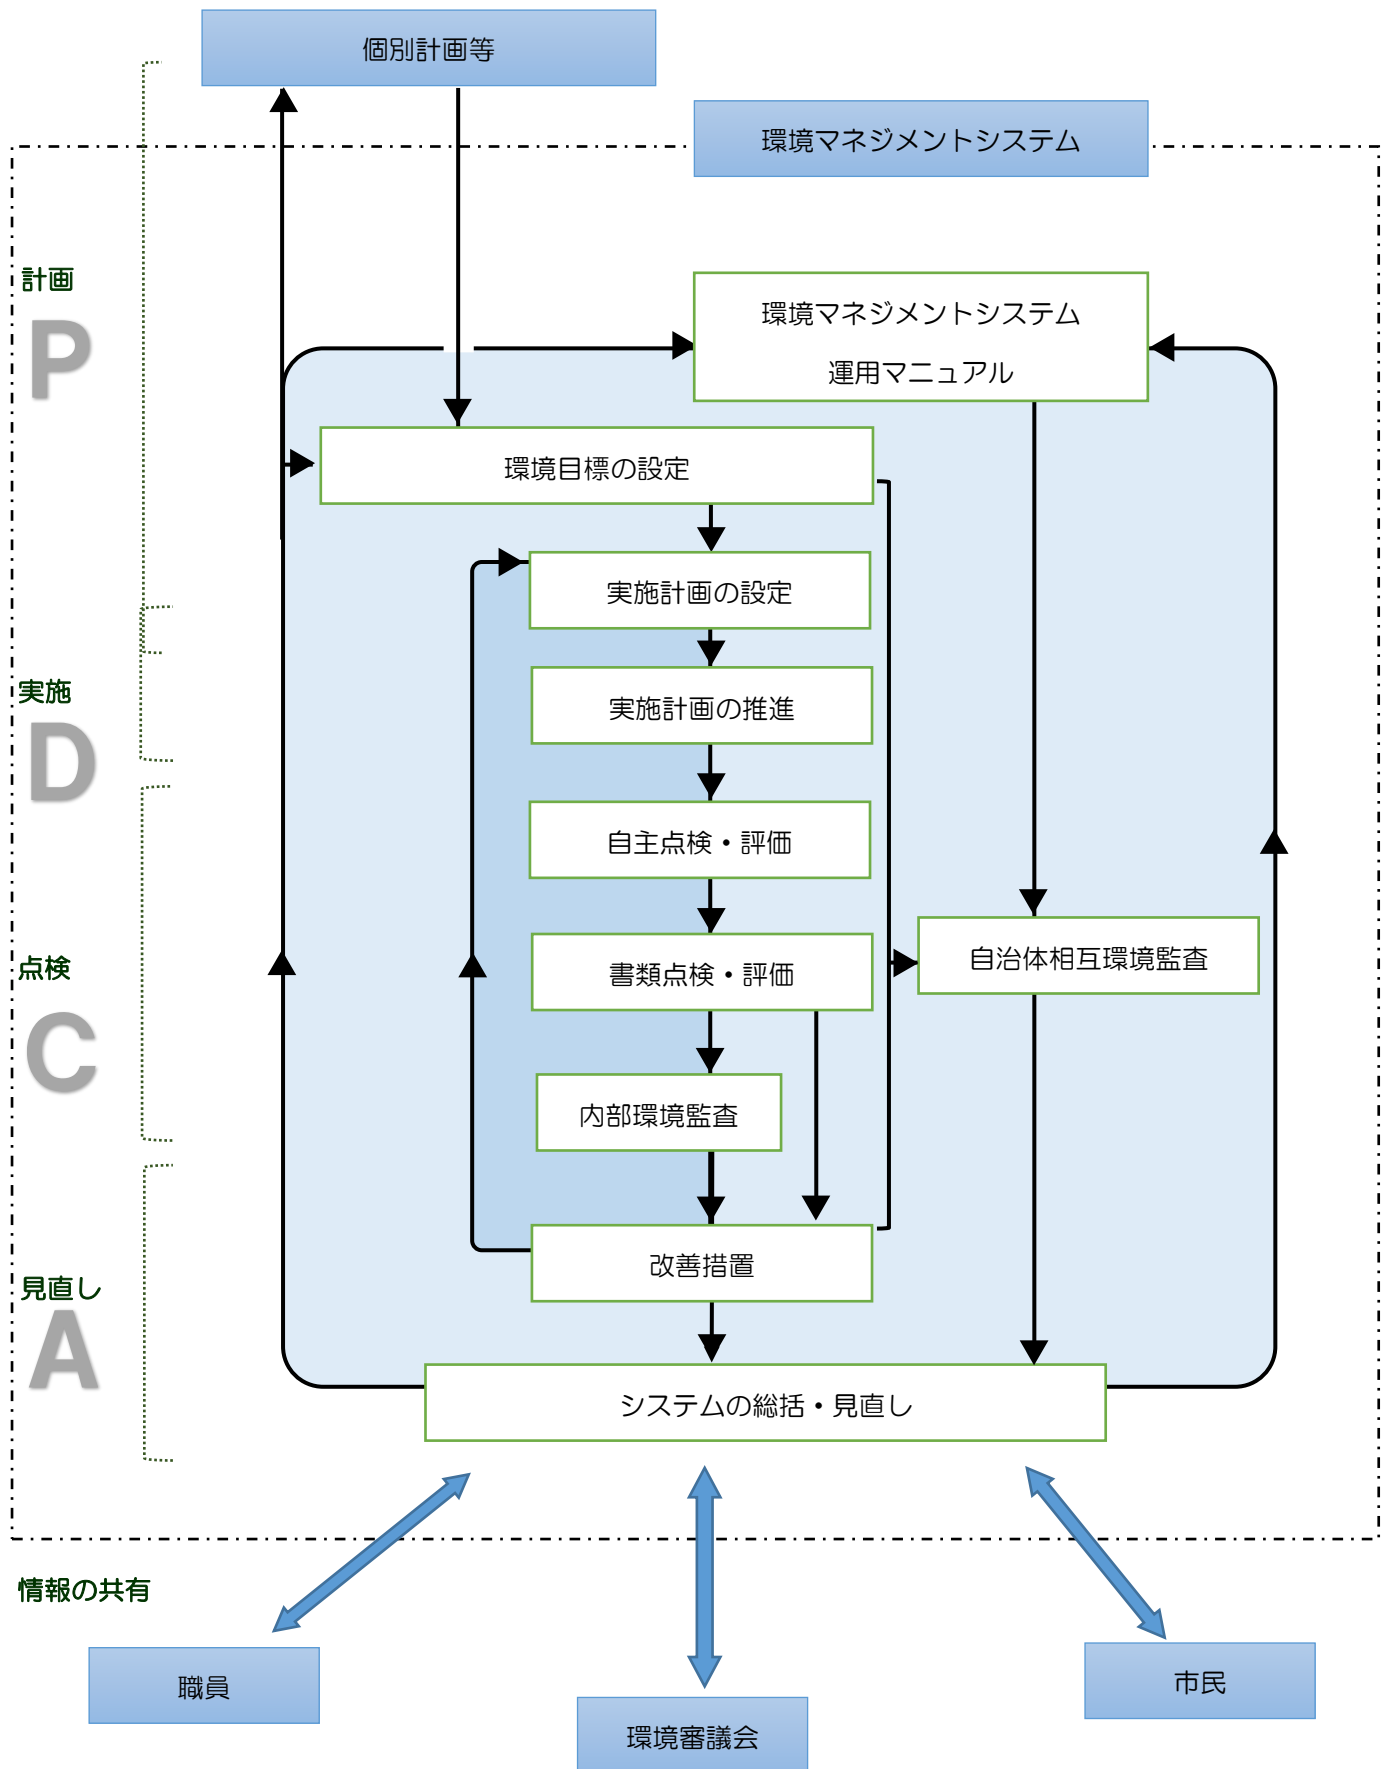 個別計画等
環境マネジメントシステム
計画
P
環境マネジメントシステム
運用マニュアル
環境目標の設定
実施計画の設定
実施
D
実施計画の推進
自主点検・評価
点検
C
書類点検・評価
自治体相互環境監査
内部環境監査
見直し
A
改善措置
システムの総括・見直し
情報の共有
職員
環境審議会
市民